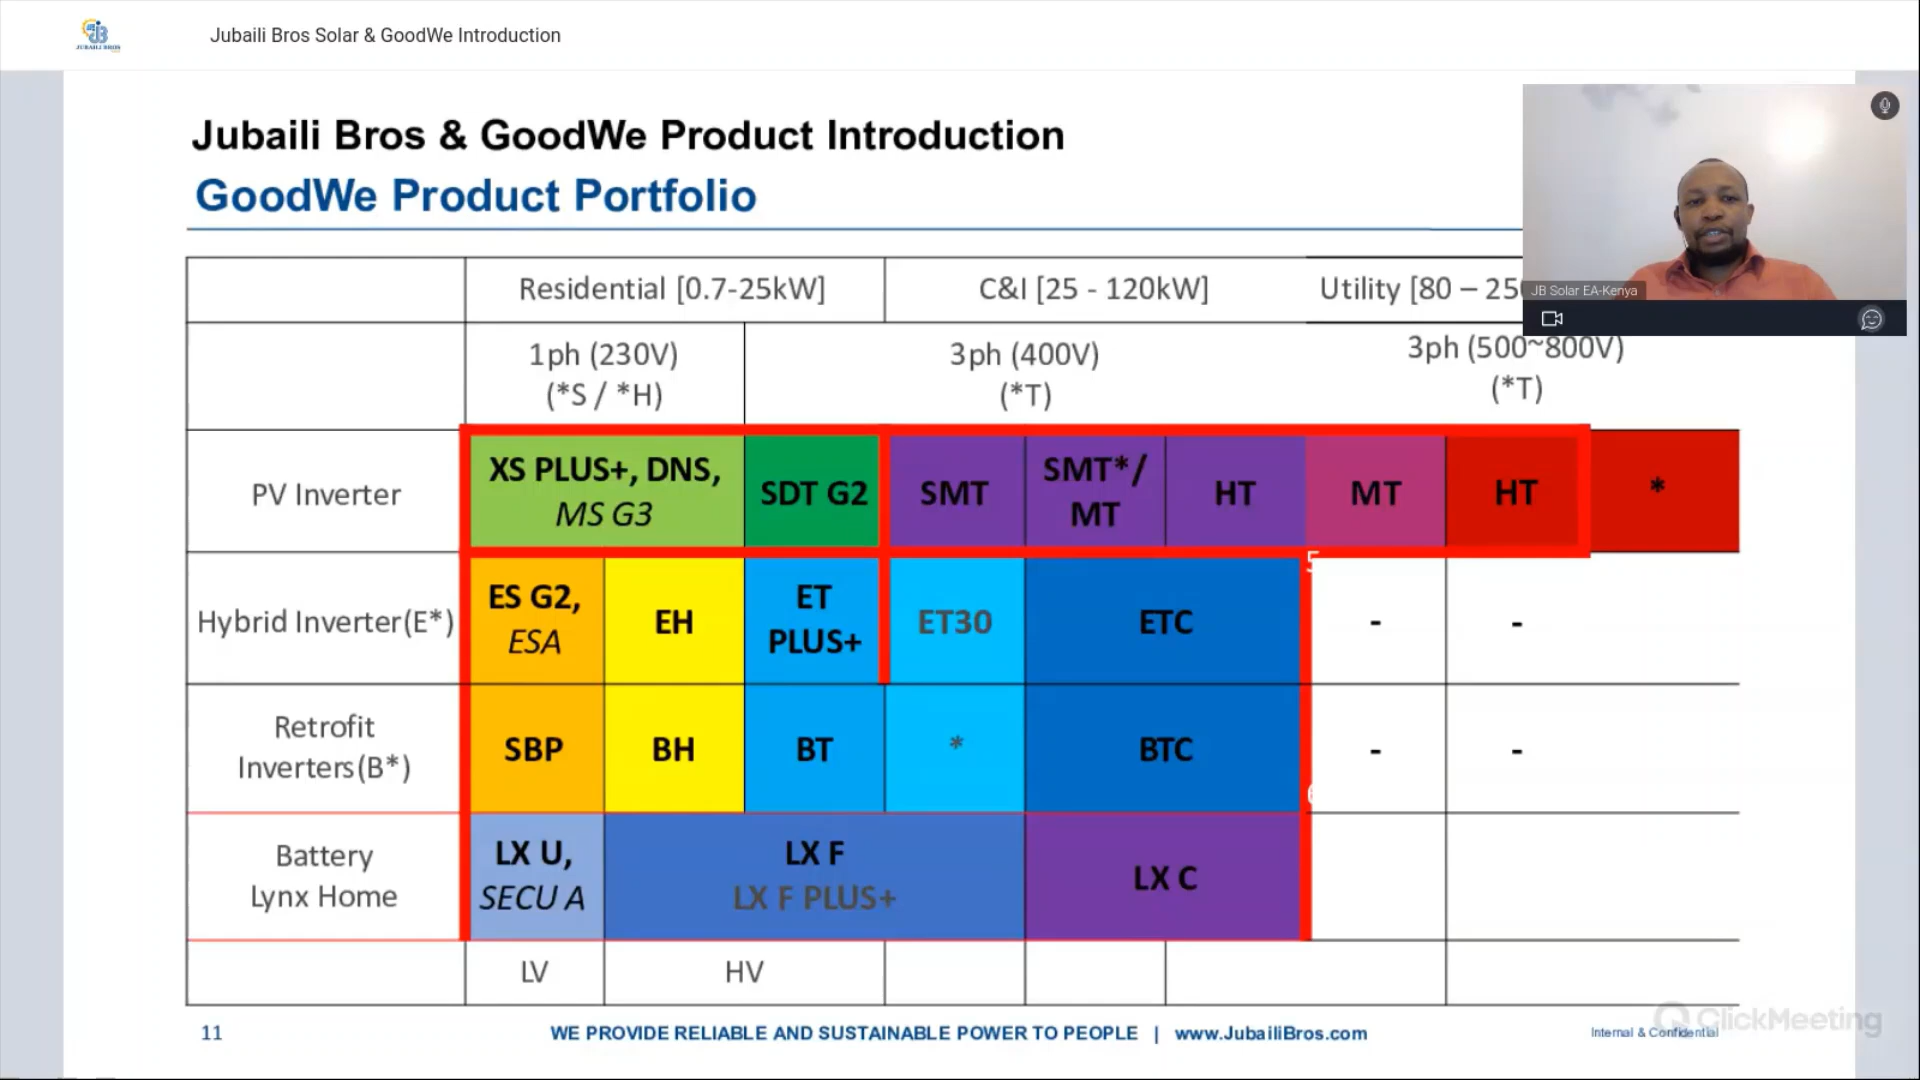 JUBAILI BROS
Jubaili Bros Solar & GoodWe Introduction
Jubaili Bros & GoodWe Product Introduction
GoodWe Product Portfolio
JB Solar EA-Kenya
Residential [0.7-25kW]
C&I [25 - 120kW]
Utility [80 – 25
1ph (230V)
(*S / *H)
3ph (400V)
(*T)
3ph (500~800V)
(*T)
PV Inverter
XS PLUS+, DNS,
MS G3
SDT G2
SMT
SMT*/
MT
HT
MT
HT
*
Hybrid Inverter(E*)
ES G2,
ESA
EH
ET
PLUS+
ET30
ETC
5
-
-
Retrofit
Inverters(B*)
SBP
BH
BT
*
BTC
6
-
-
Battery
Lynx Home
LX U,
SECU A
LX F
LX F PLUS+
LX C
LV
HV
11
WE PROVIDE RELIABLE AND SUSTAINABLE POWER TO PEOPLE | www.JubailiBros.com
Internal & Confidential
ClickMeeting